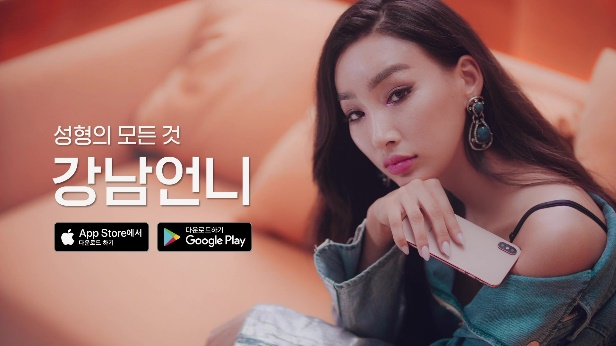 성형의 모든 것
강남언니
App Store에서
다운로드 하기
다운로드하기
Google Play